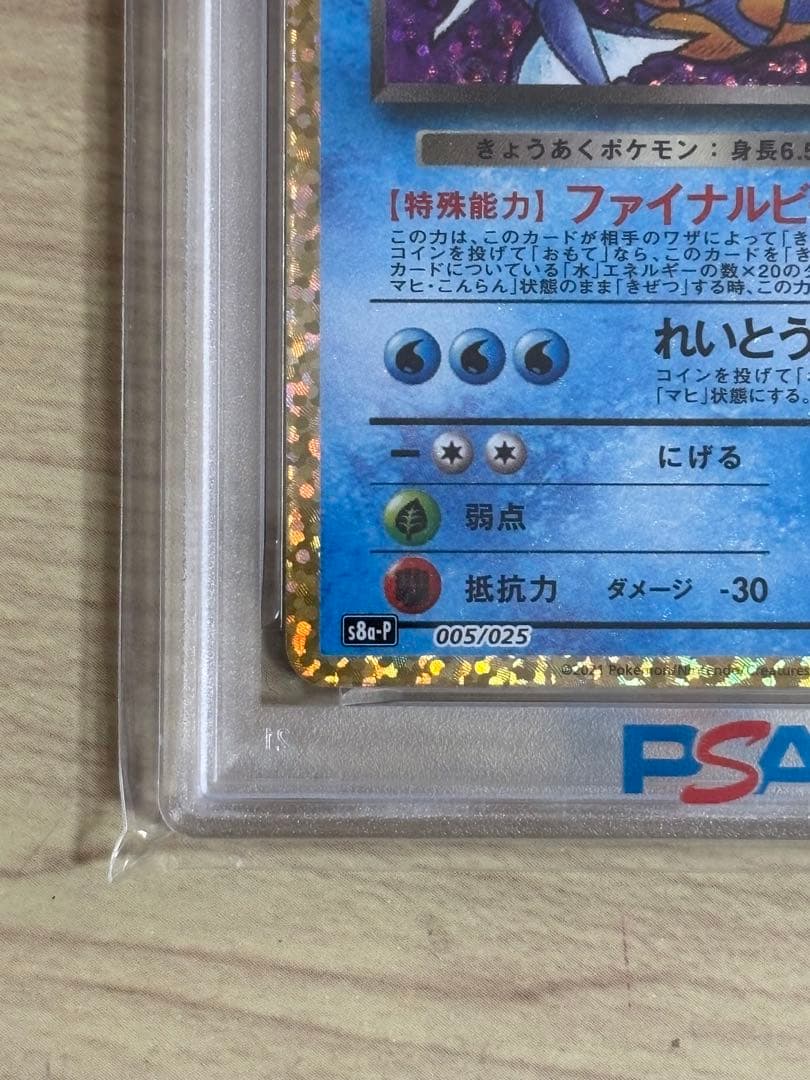 きょうあくポケモン：身長6.5
【特殊能力】ファイナルビ
この力は、このカードが相手のワザによって「き
コインを投げて「おもて」なら、このカードを「き
カードについている「水」エネルギーの数×20の
マヒ・こんらん」状態のまま「きぜつ」する時、この力
れいとう
コインを投げて「
「マヒ」状態にする。
にげる
弱点
抵抗力 ダメージ -30
s8a-P 005/025
©2021 Pokémon/Nintendo/Creatures
PSA